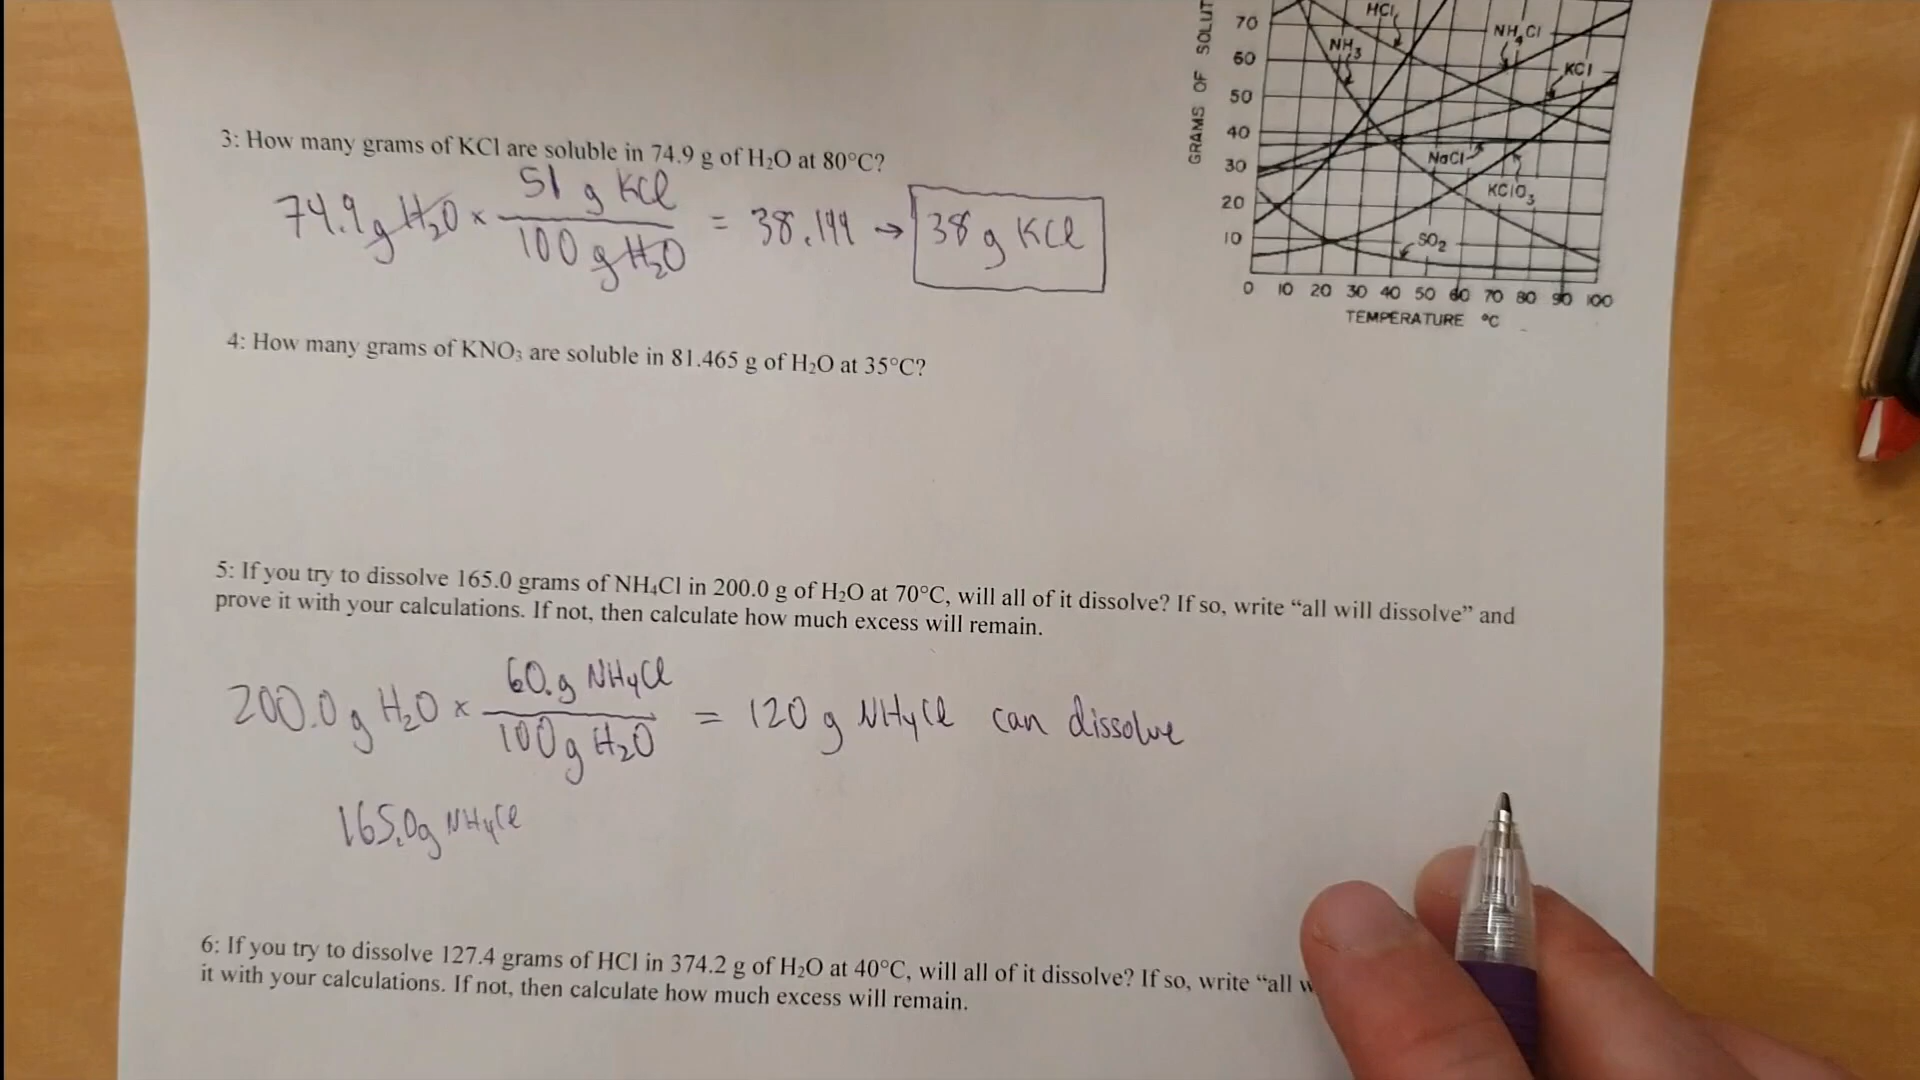 70
60
50
40
30
20
10
GRAMS OF SOLUT
HCl
NH3
NH4Cl
KCl
NaCl
KClO3
SO2
0 10 20 30 40 50 60 70 80 90 100
TEMPERATURE °C
3: How many grams of KCl are soluble in 74.9 g of H₂O at 80°C?
74.9g H₂O × 51 g KCl / 100 g H₂O = 38.199 → 38 g KCl
4: How many grams of KNO₃ are soluble in 81.465 g of H₂O at 35°C?
5: If you try to dissolve 165.0 grams of NH₄Cl in 200.0 g of H₂O at 70°C, will all of it dissolve? If so, write “all will dissolve” and
prove it with your calculations. If not, then calculate how much excess will remain.
200.0 g H₂O × 60.g NH₄Cl / 100g H₂O = 120 g NH₄Cl can dissolve
165.0g NH₄Cl
6: If you try to dissolve 127.4 grams of HCl in 374.2 g of H₂O at 40°C, will all of it dissolve? If so, write “all w
it with your calculations. If not, then calculate how much excess will remain.